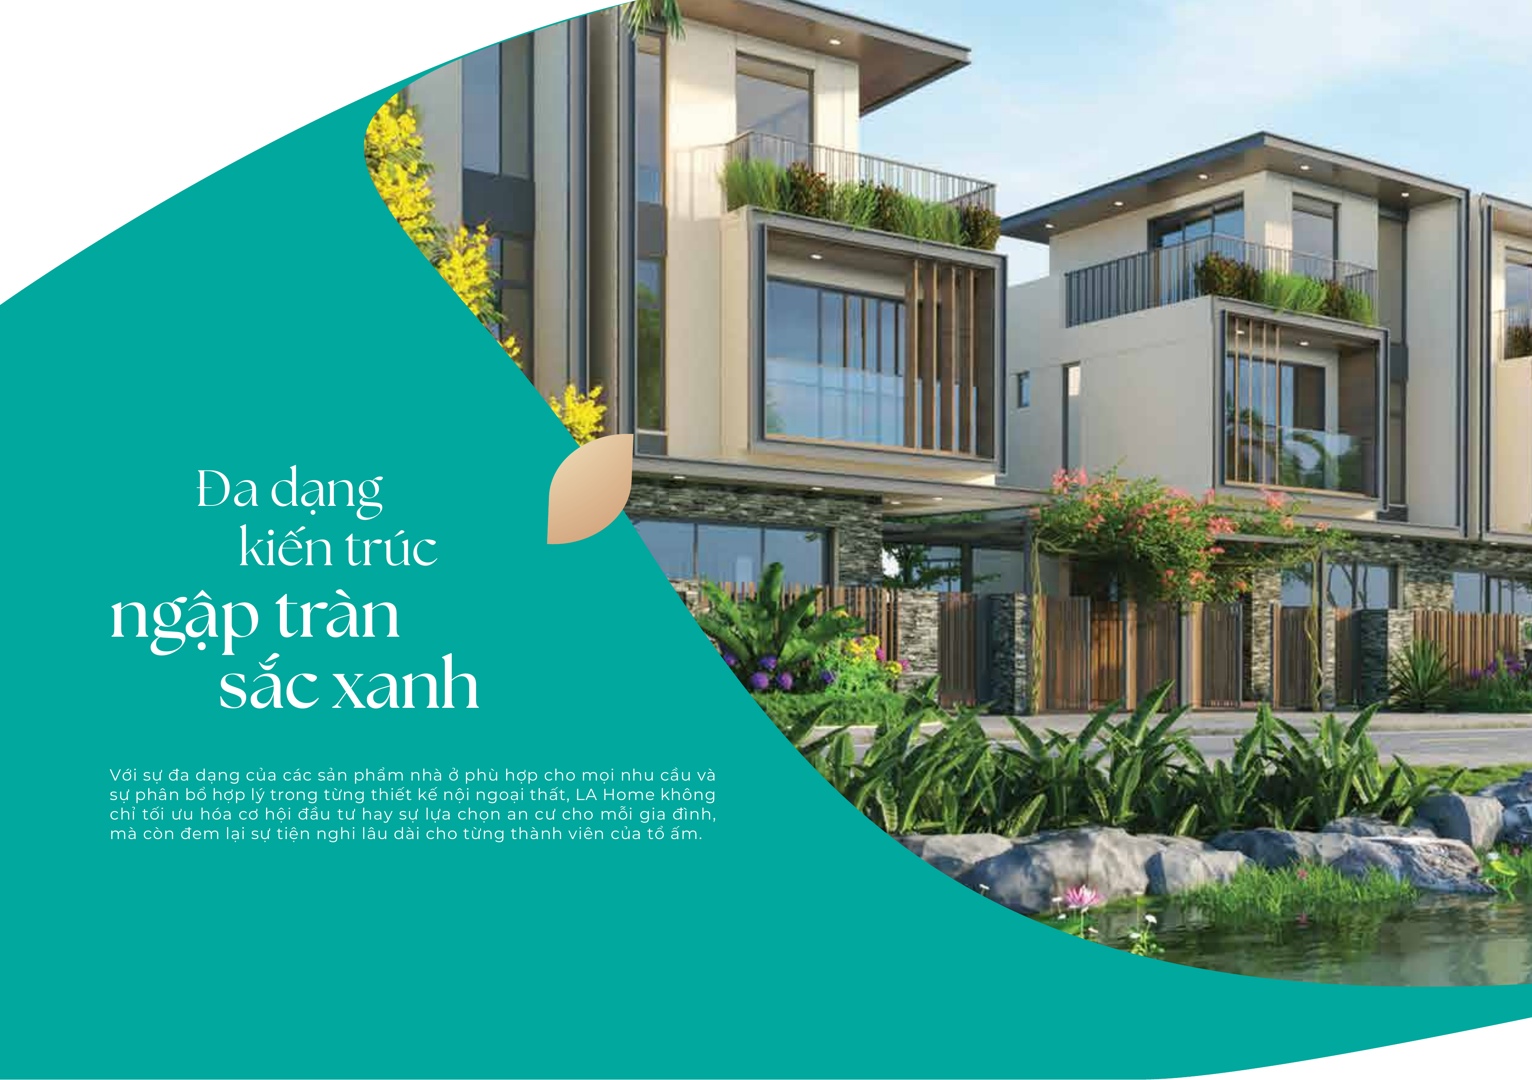 Đa dạng
kiến trúc
ngập tràn
sắc xanh
Với sự đa dạng của các sản phẩm nhà ở phù hợp cho mọi nhu cầu và
sự phân bổ hợp lý trong từng thiết kế nội ngoại thất, LA Home không
chỉ tối ưu hóa cơ hội đầu tư hay sự lựa chọn an cư cho mỗi gia đình,
mà còn đem lại sự tiện nghi lâu dài cho từng thành viên của tổ ấm.